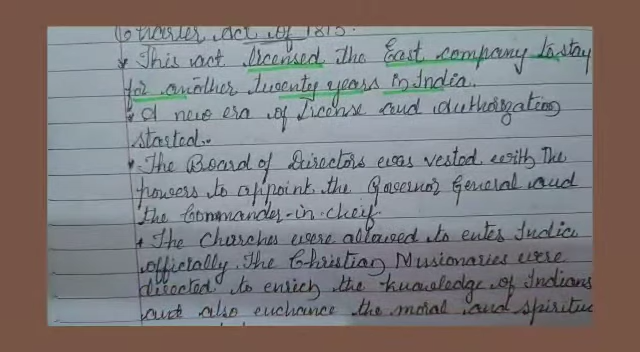 Charter Act of 1813:
* This act licensed the East company to stay
for another twenty years in India.
* A new era of license and authorization
started.
* The Board of Directors was vested with the
powers to appoint the Governor General and
the Commander-in-cheif.
* The Churches were allowed to enter India
officially. The Christian Missionaries were
directed to enrich the knowledge of Indians
and also enchance the moral and spiritua